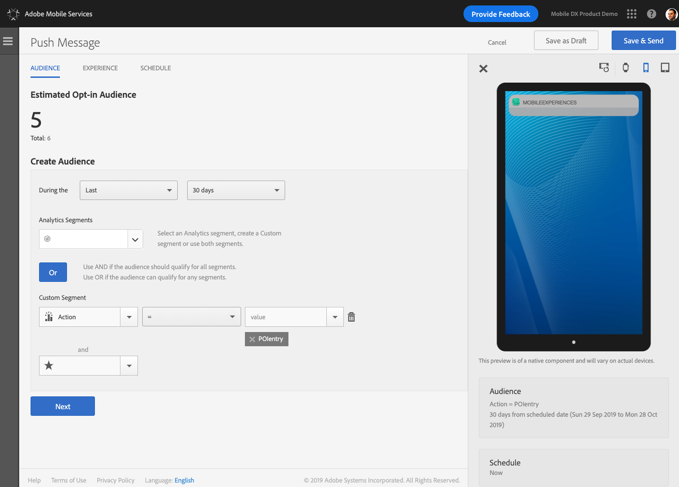 Adobe Mobile Services
Provide Feedback
Mobile DX Product Demo
Push Message
Cancel
Save as Draft
Save & Send
AUDIENCE
EXPERIENCE
SCHEDULE
Estimated Opt-in Audience
5
Total: 6
Create Audience
During the
Last
30 days
Analytics Segments
Select an Analytics segment, create a Custom
segment or use both segments.
Or
Use AND if the audience should qualify for all segments.
Use OR if the audience can qualify for any segments.
Custom Segment
Action
=
value
POIentry
and
Next
MOBILEEXPERIENCES
This preview is of a native component and will vary on actual devices.
Audience
Action = POIentry
30 days from scheduled date (Sun 29 Sep 2019 to Mon 28 Oct
2019)
Schedule
Now
Help
Terms of Use
Privacy Policy
Language: English
© 2019 Adobe Systems Incorporated. All Rights Reserved.